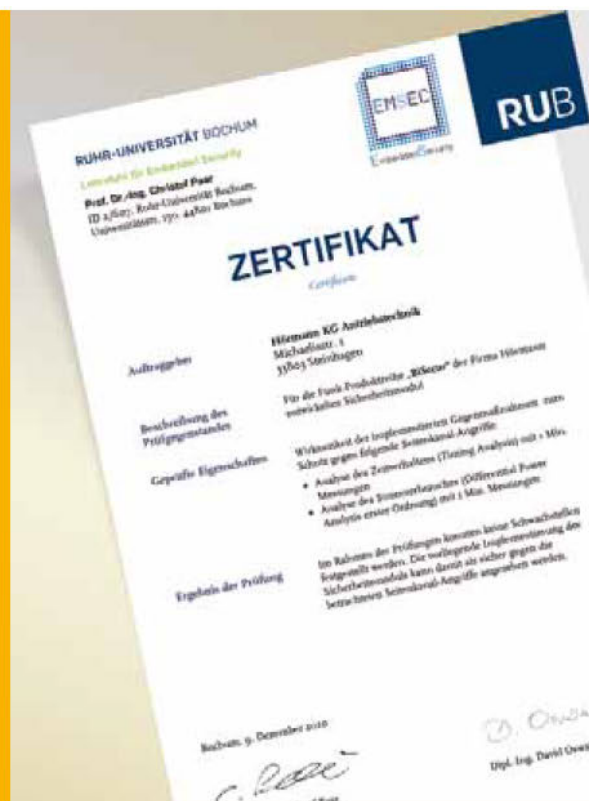 RUHR-UNIVERSITÄT BOCHUM
Lehrstuhl für Embedded Security
Prof. Dr.-Ing. Christof Paar
ID 2/607, Ruhr-Universität Bochum,
Universitätsstr. 150, 44801 Bochum
EMSEC
Embedded Security
RUB
ZERTIFIKAT
Certificate
Auftraggeber
Hörmann KG Antriebstechnik
Michaelisstr. 1
33803 Steinhagen
Beschreibung des
Prüfgegenstandes
Für die Funk-Produktreihe „BiSecur“ der Firma Hörmann
entwickeltes Sicherheitsmodul
Geprüfte Eigenschaften
Wirksamkeit der implementierten Gegenmaßnahmen zum
Schutz gegen folgende Seitenkanal-Angriffe:
• Analyse des Zeitverhaltens (Timing Analysis) mit 1 Mio.
Messungen
• Analyse des Stromverbrauches (Differential Power
Analysis erster Ordnung) mit 1 Mio. Messungen
Ergebnis der Prüfung
Im Rahmen der Prüfungen konnten keine Schwachstellen
festgestellt werden. Die vorliegende Implementierung des
Sicherheitsmoduls kann damit als sicher gegen die
betrachteten Seitenkanal-Angriffe angesehen werden.
Bochum, 9. Dezember 2010
Dipl. Ing. David